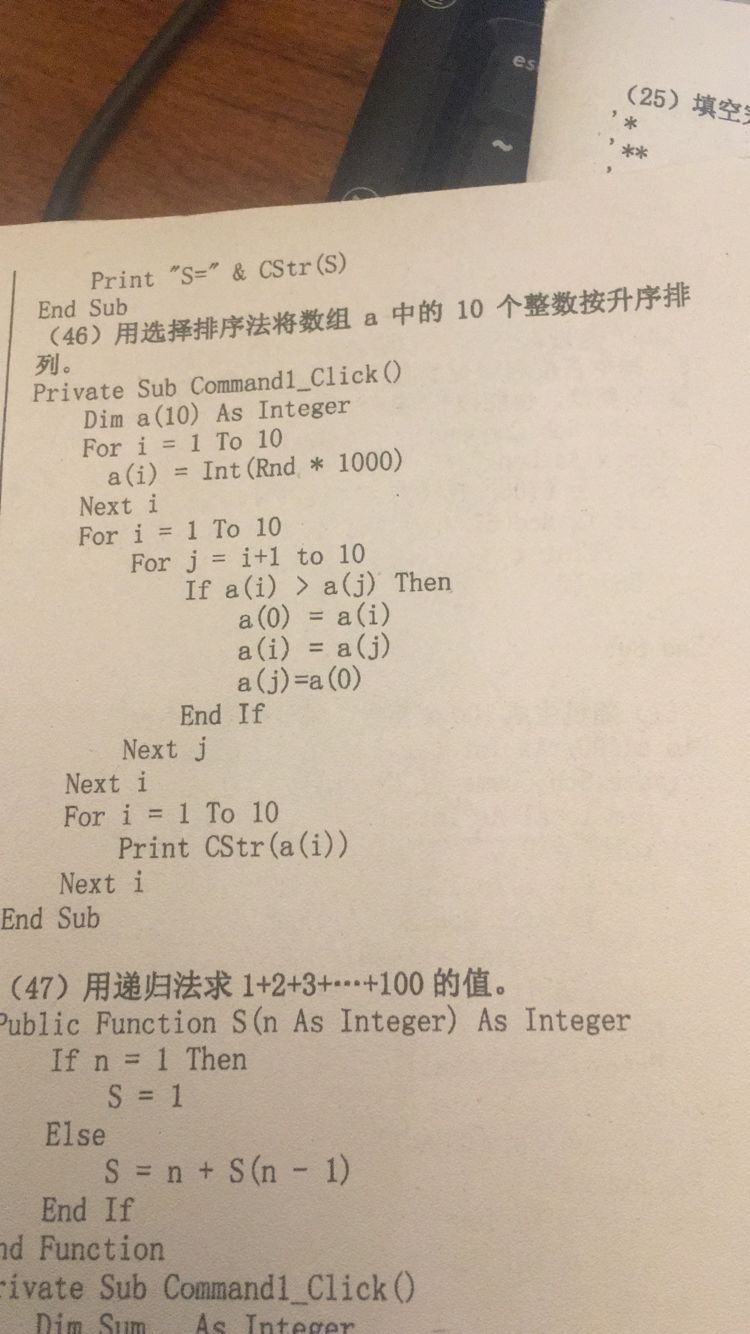 es
~
(25) 填空
'*
'**
'
Print "S=" & CStr(S)
End Sub
(46) 用选择排序法将数组 a 中的 10 个整数按升序排
列。
Private Sub Command1_Click()
Dim a(10) As Integer
For i = 1 To 10
a(i) = Int(Rnd * 1000)
Next i
For i = 1 To 10
For j = i+1 to 10
If a(i) > a(j) Then
a(0) = a(i)
a(i) = a(j)
a(j)=a(0)
End If
Next j
Next i
For i = 1 To 10
Print CStr(a(i))
Next i
End Sub
(47) 用递归法求 1+2+3+…+100 的值。
Public Function S(n As Integer) As Integer
If n = 1 Then
S = 1
Else
S = n + S(n - 1)
End If
nd Function
rivate Sub Command1_Click()
Dim Sum As Integer